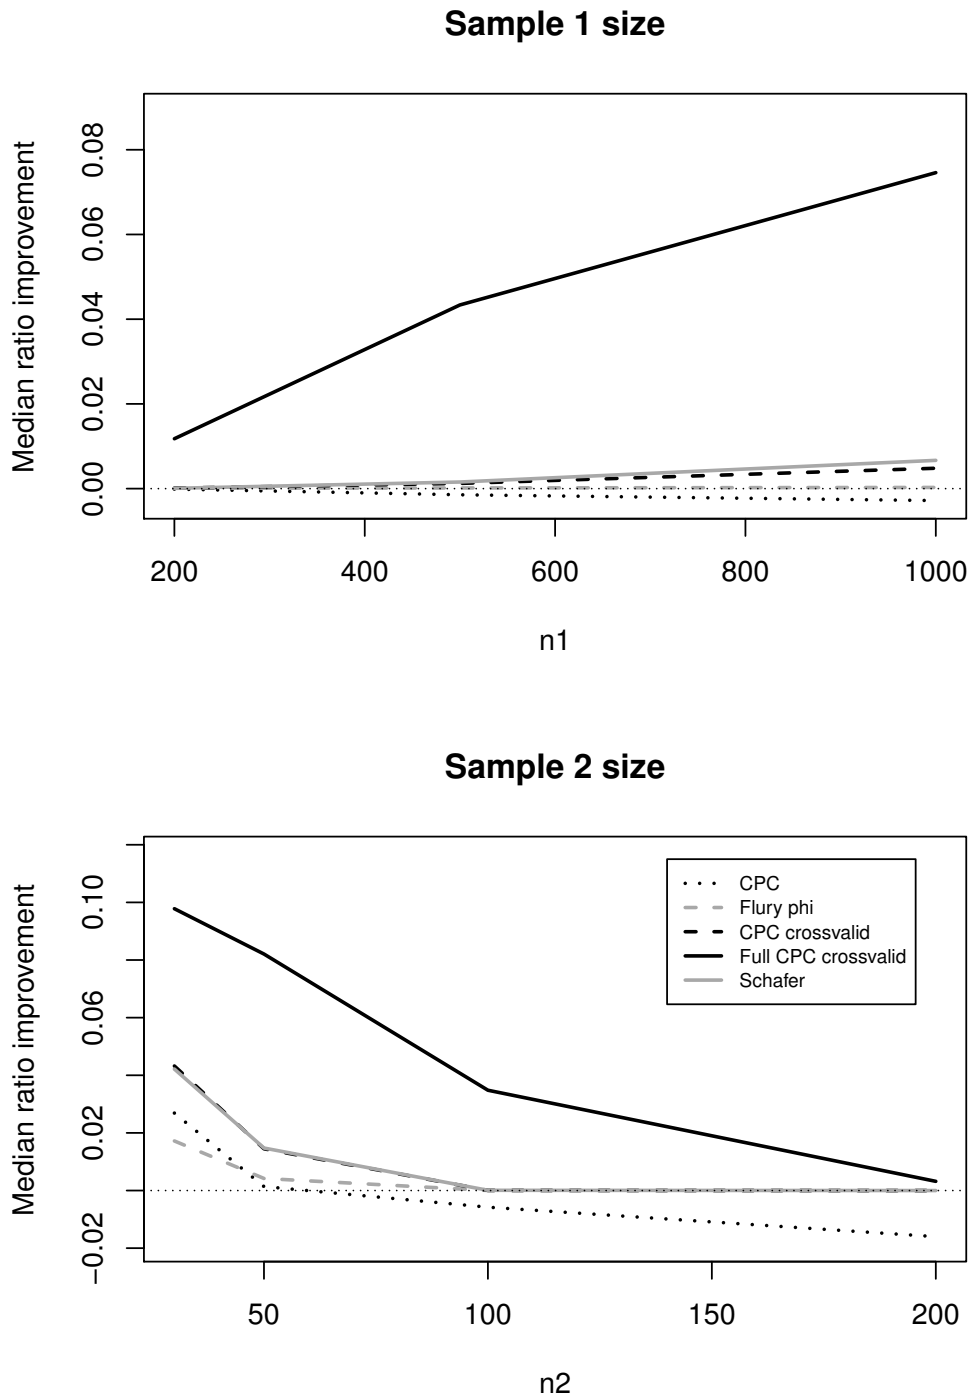 Sample 1 size
Median ratio improvement
0.08
0.06
0.04
0.02
0.00
200 400 600 800 1000
n1
Sample 2 size
Median ratio improvement
0.10
0.06
0.02
−0.02
CPC
Flury phi
CPC crossvalid
Full CPC crossvalid
Schafer
50 100 150 200
n2